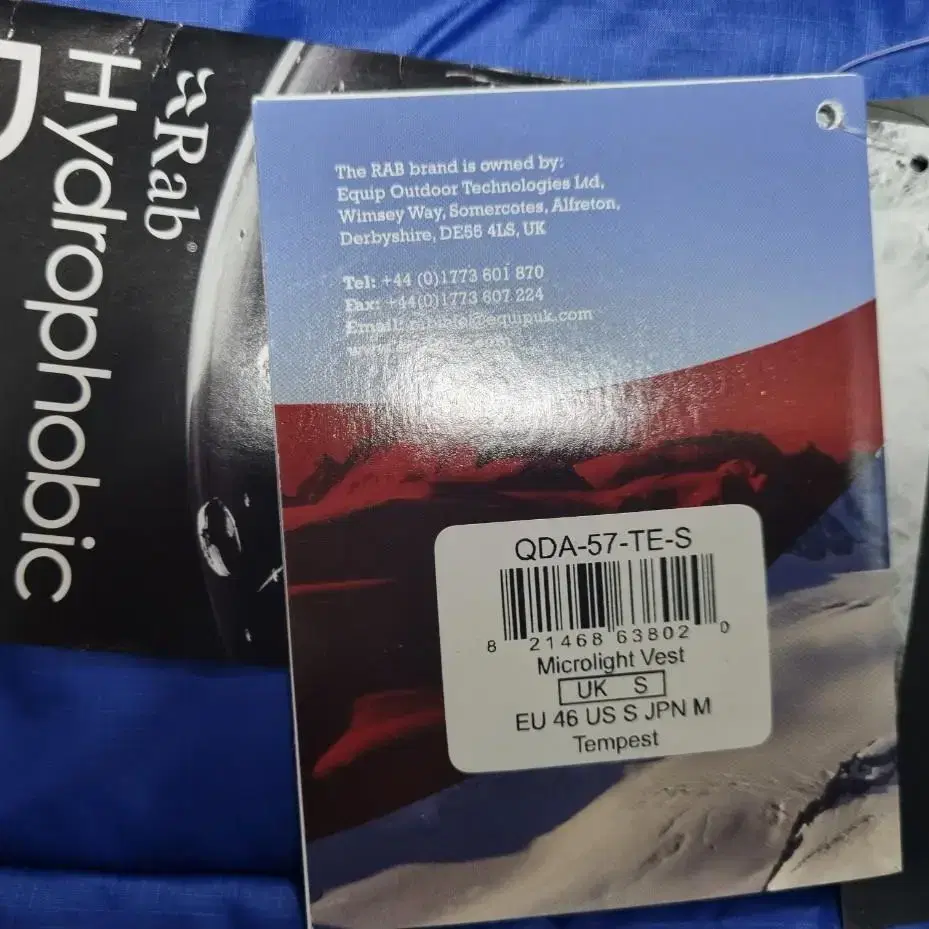 Rab®
Hydrophobic
D
The RAB brand is owned by:
Equip Outdoor Technologies Ltd,
Wimsey Way, Somercotes, Alfreton,
Derbyshire, DE55 4LS, UK
Tel: +44 (0)1773 601 870
Fax: +44(0)1773 607 224
Email:
QDA-57-TE-S
8 21468 63802 0
Microlight Vest
UK S
EU 46 US S JPN M
Tempest